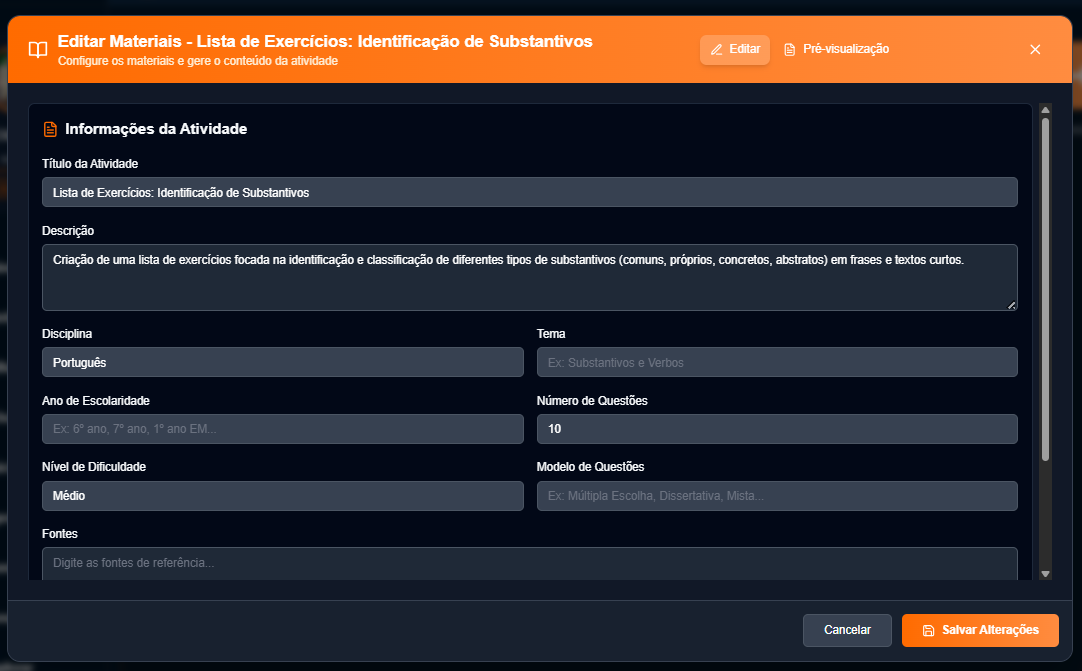 Editar Materiais - Lista de Exercícios: Identificação de Substantivos
Configure os materiais e gere o conteúdo da atividade
Editar
Pré-visualização
Informações da Atividade
Título da Atividade
Lista de Exercícios: Identificação de Substantivos
Descrição
Criação de uma lista de exercícios focada na identificação e classificação de diferentes tipos de substantivos (comuns, próprios, concretos, abstratos) em frases e textos curtos.
Disciplina
Tema
Português
Ex: Substantivos e Verbos
Ano de Escolaridade
Número de Questões
Ex: 6º ano, 7º ano, 1º ano EM...
10
Nível de Dificuldade
Modelo de Questões
Médio
Ex: Múltipla Escolha, Dissertativa, Mista...
Fontes
Digite as fontes de referência...
Cancelar
Salvar Alterações